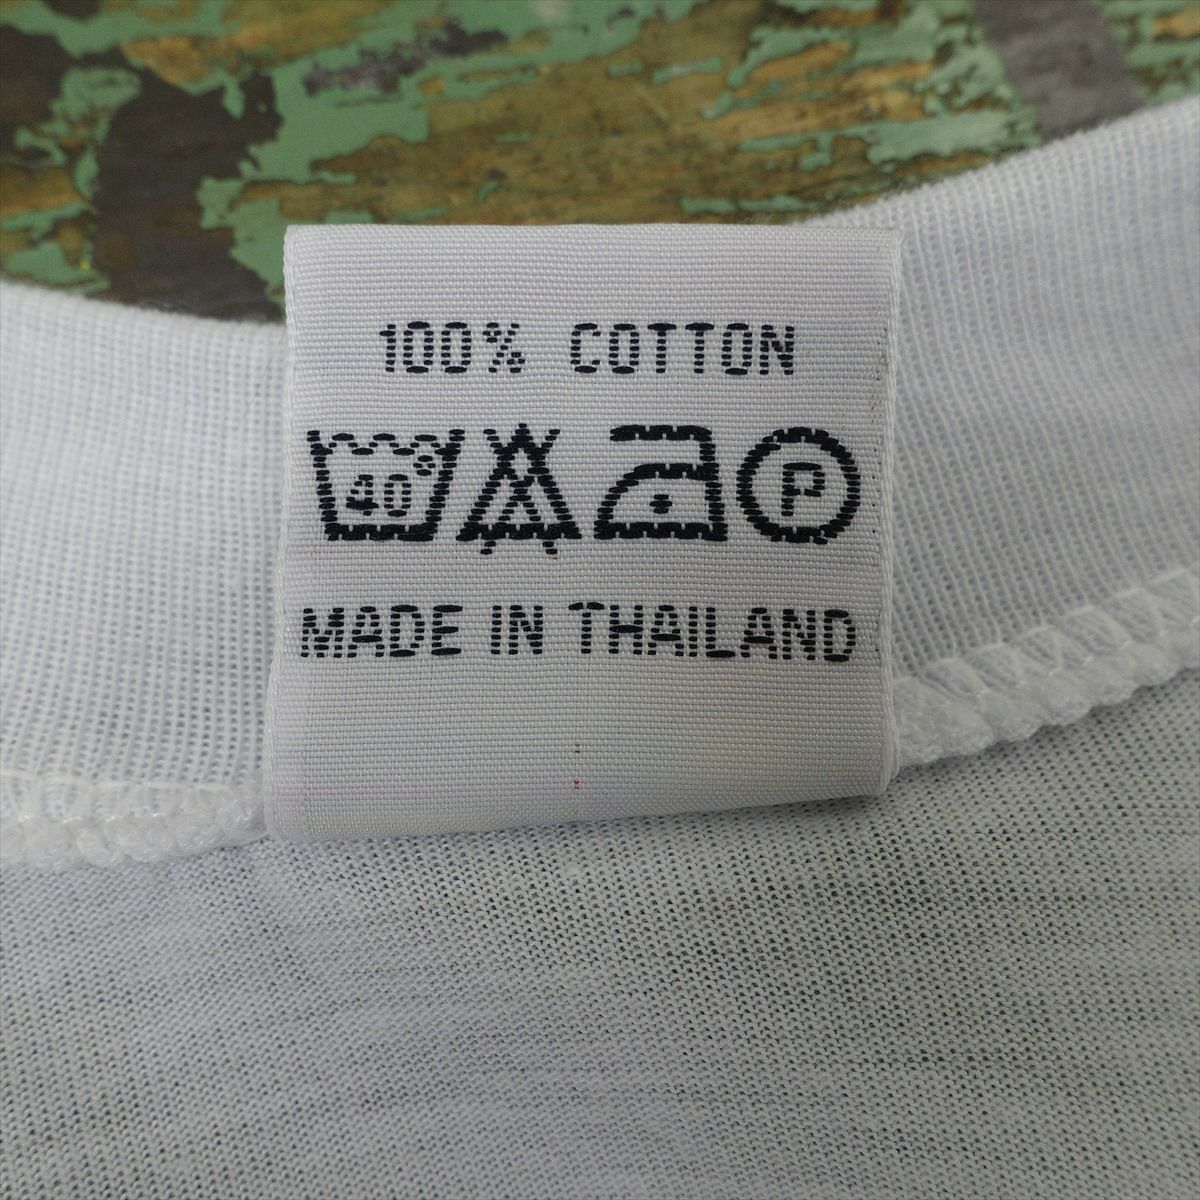 100% COTTON
40° P
MADE IN THAILAND